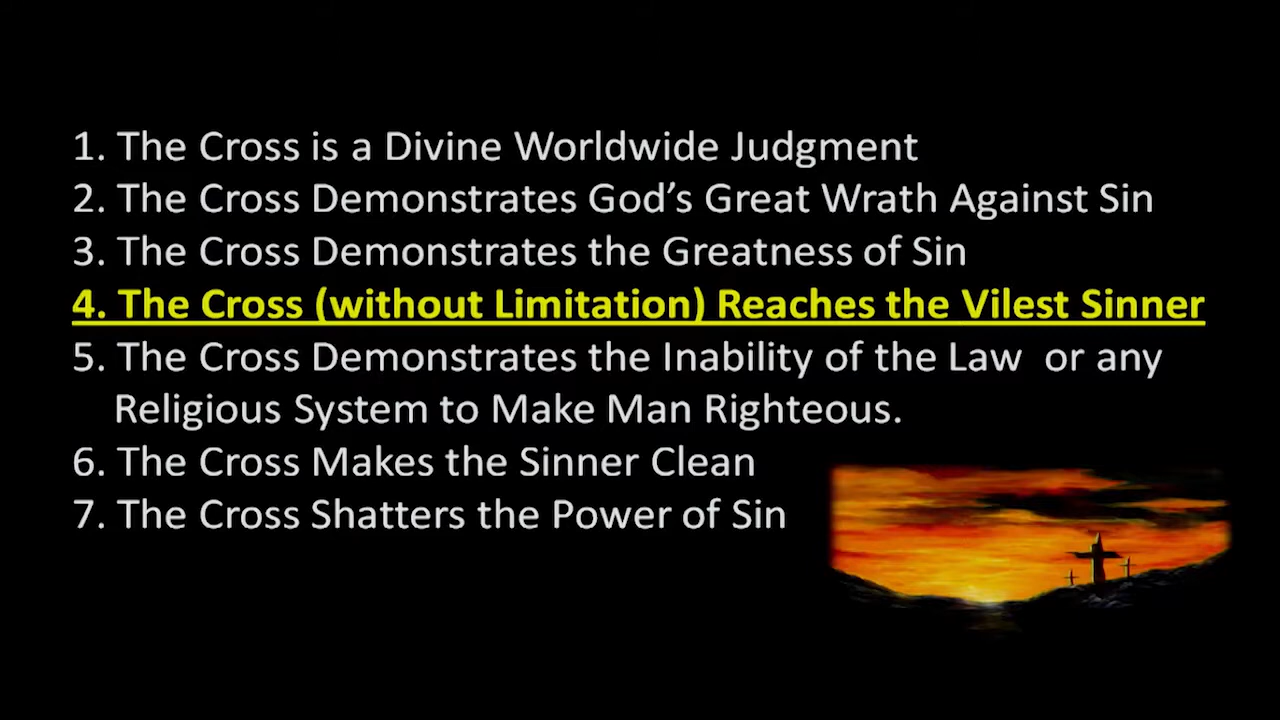 1. The Cross is a Divine Worldwide Judgment
2. The Cross Demonstrates God's Great Wrath Against Sin
3. The Cross Demonstrates the Greatness of Sin
4. The Cross (without Limitation) Reaches the Vilest Sinner
5. The Cross Demonstrates the Inability of the Law  or any
Religious System to Make Man Righteous.
6. The Cross Makes the Sinner Clean
7. The Cross Shatters the Power of Sin